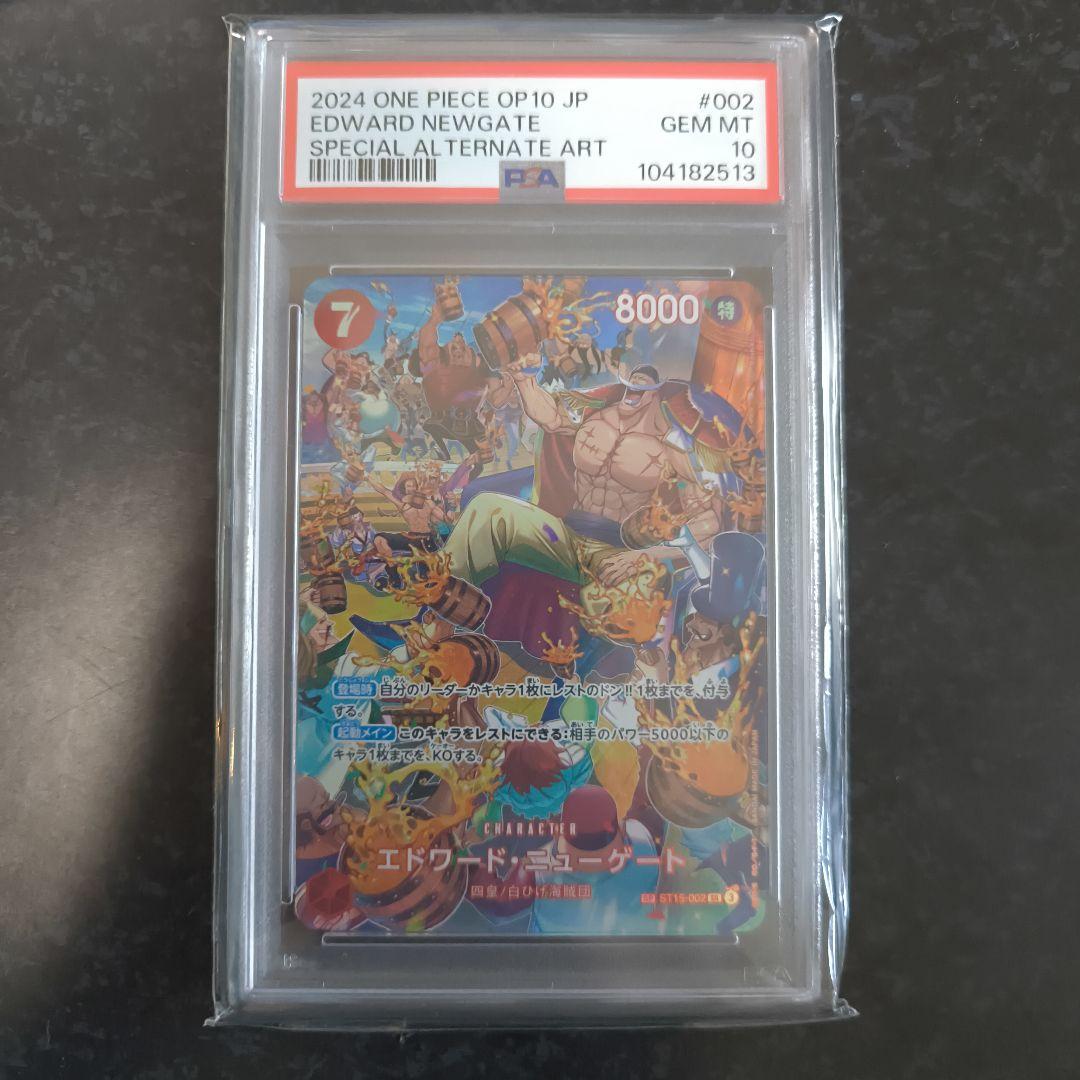 2024 ONE PIECE OP10 JP #002
EDWARD NEWGATE GEM MT
SPECIAL ALTERNATE ART 10
PSA 104182513
7 8000 特
登場時 自分のリーダーかキャラ1枚にレストのドン!!1枚までを、付与
する。
起動メイン このキャラをレストにできる:相手のパワー5000以下の
キャラ1枚までを、KOする。
CHARACTER
エドワード・ニューゲート
四皇/白ひげ海賊団
SP ST15-002 SR 3
MADE IN JAPAN